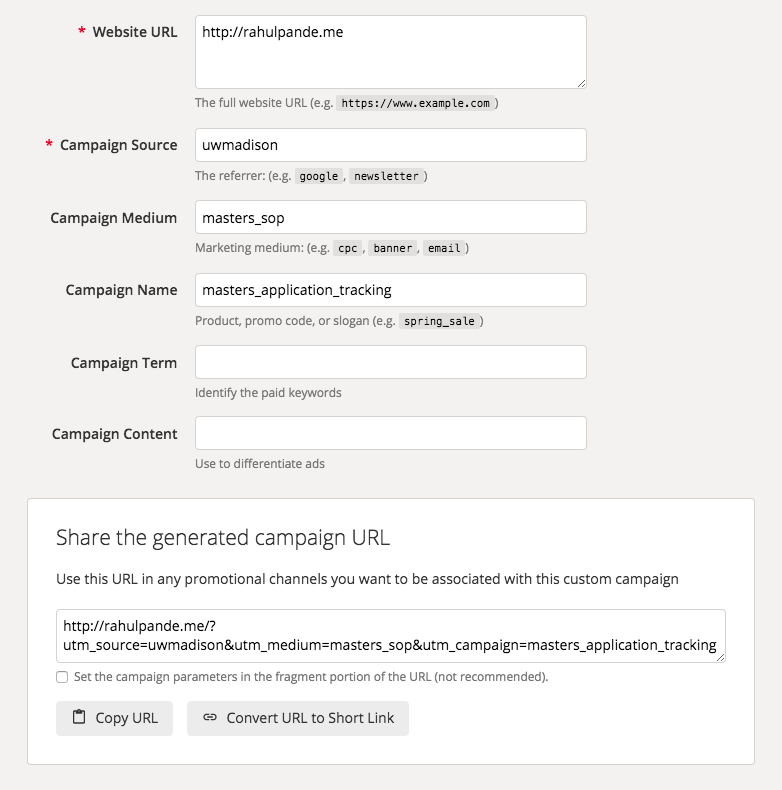 * Website URL
http://rahulpande.me
The full website URL (e.g. https://www.example.com )
* Campaign Source
uwmadison
The referrer: (e.g. google , newsletter )
Campaign Medium
masters_sop
Marketing medium: (e.g. cpc , banner , email )
Campaign Name
masters_application_tracking
Product, promo code, or slogan (e.g. spring_sale )
Campaign Term
Identify the paid keywords
Campaign Content
Use to differentiate ads
Share the generated campaign URL
Use this URL in any promotional channels you want to be associated with this custom campaign
http://rahulpande.me/?
utm_source=uwmadison&utm_medium=masters_sop&utm_campaign=masters_application_tracking
Set the campaign parameters in the fragment portion of the URL (not recommended).
Copy URL
Convert URL to Short Link